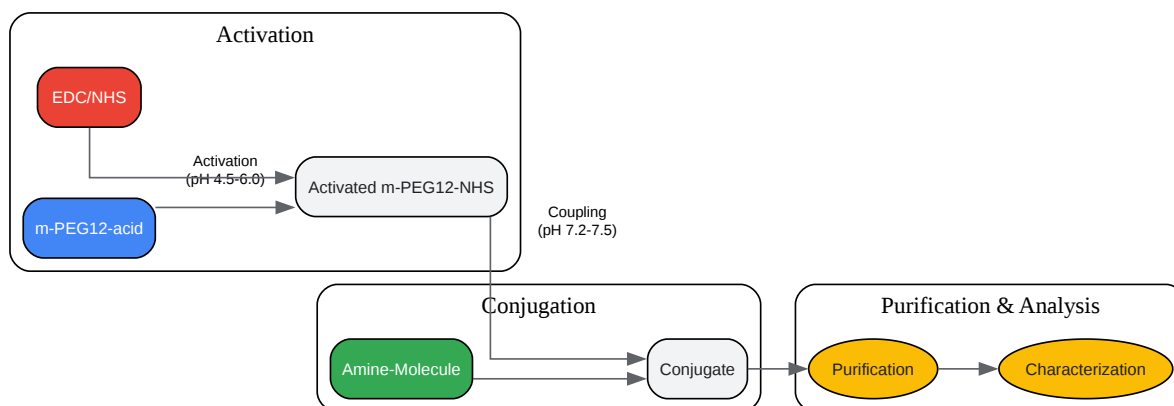 Activation
EDC/NHS
Activation
(pH 4.5-6.0)
Activated m-PEG12-NHS
m-PEG12-acid
Coupling
(pH 7.2-7.5)
Conjugation
Amine-Molecule
Conjugate
Purification & Analysis
Purification
Characterization